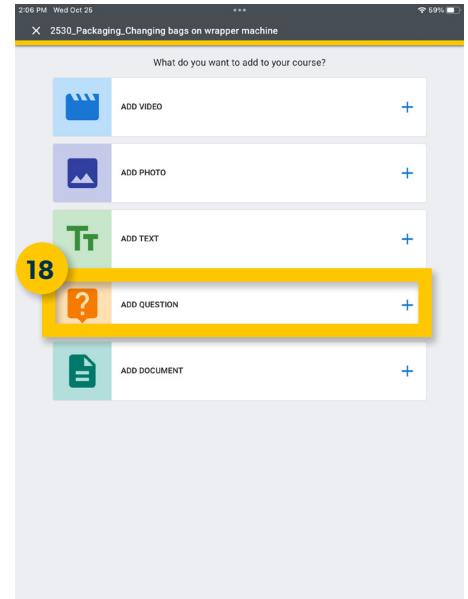 2:06 PM Wed Oct 25 59%
2530_Packaging_Changing bags on wrapper machine
What do you want to add to your course?
ADD VIDEO
ADD PHOTO
TT ADD TEXT
18
? ADD QUESTION
ADD DOCUMENT